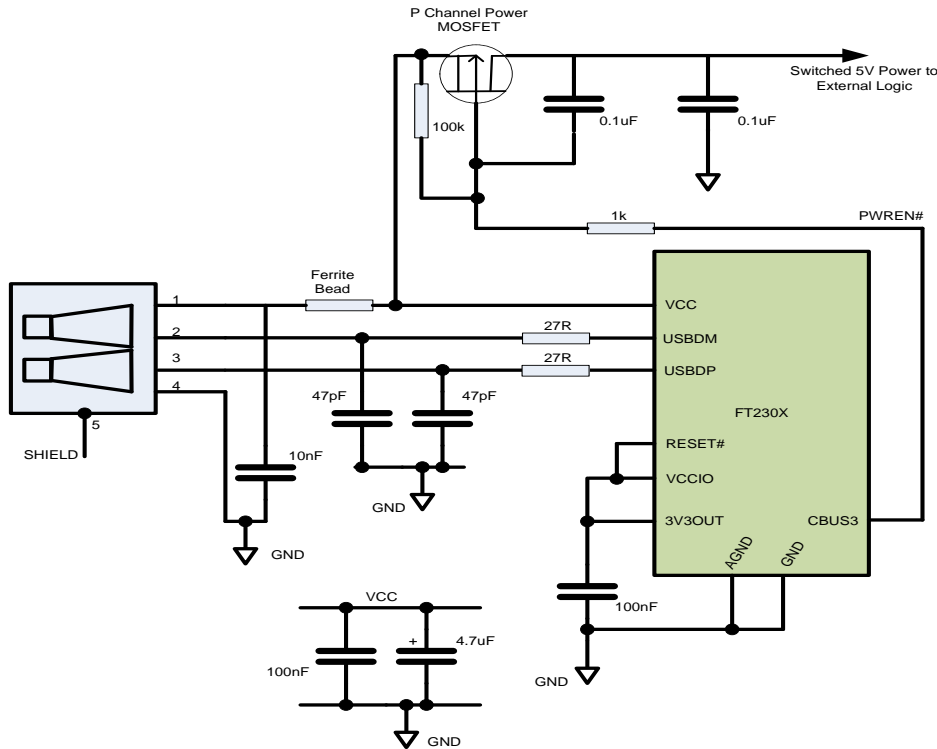 P Channel Power
MOSFET
Switched 5V Power to
External Logic
100k
0.1uF
0.1uF
1k
PWREN#
Ferrite
Bead
1
2
3
4
5
SHIELD
27R
27R
VCC
USBDM
USBDP
FT230X
47pF
47pF
10nF
GND
GND
RESET#
VCCIO
3V3OUT
CBUS3
AGND
GND
100nF
GND
VCC
100nF
+
4.7uF
GND